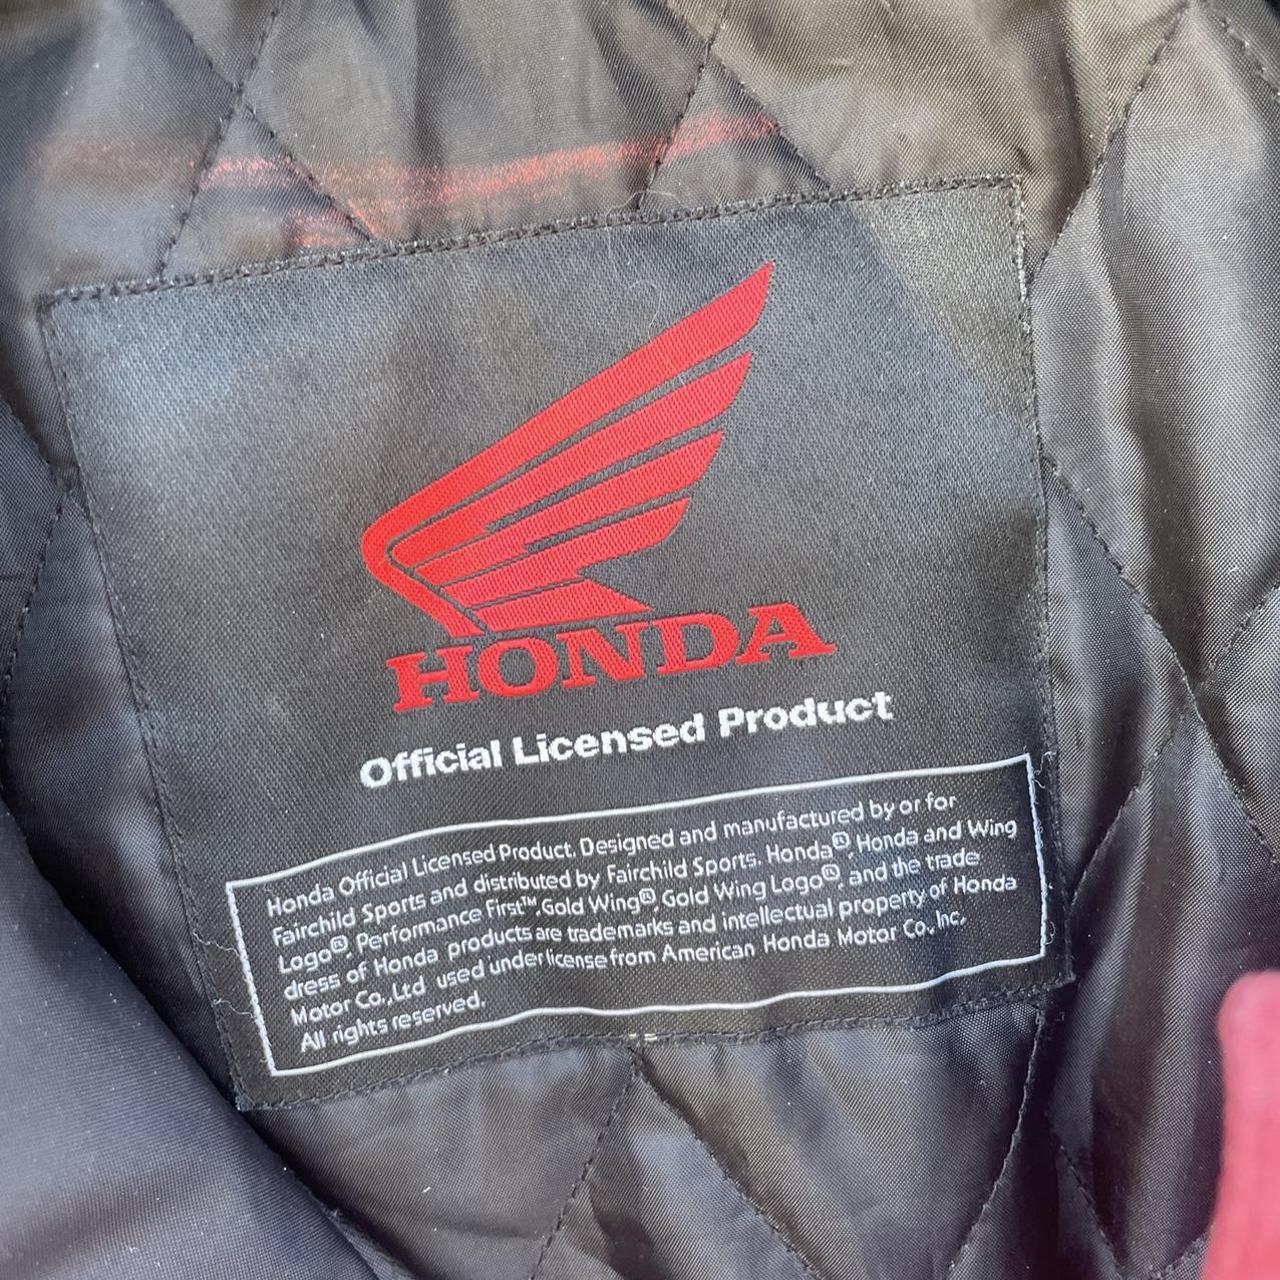 HONDA
Official Licensed Product
Honda Official Licensed Product. Designed and manufactured by or for
Fairchild Sports and distributed by Fairchild Sports. Honda®, Honda and Wing
Logo®, Performance First™, Gold Wing® Gold Wing Logo®, and the trade
dress of Honda products are trademarks and intellectual property of Honda
Motor Co., Ltd used under license from American Honda Motor Co., Inc.
All rights reserved.